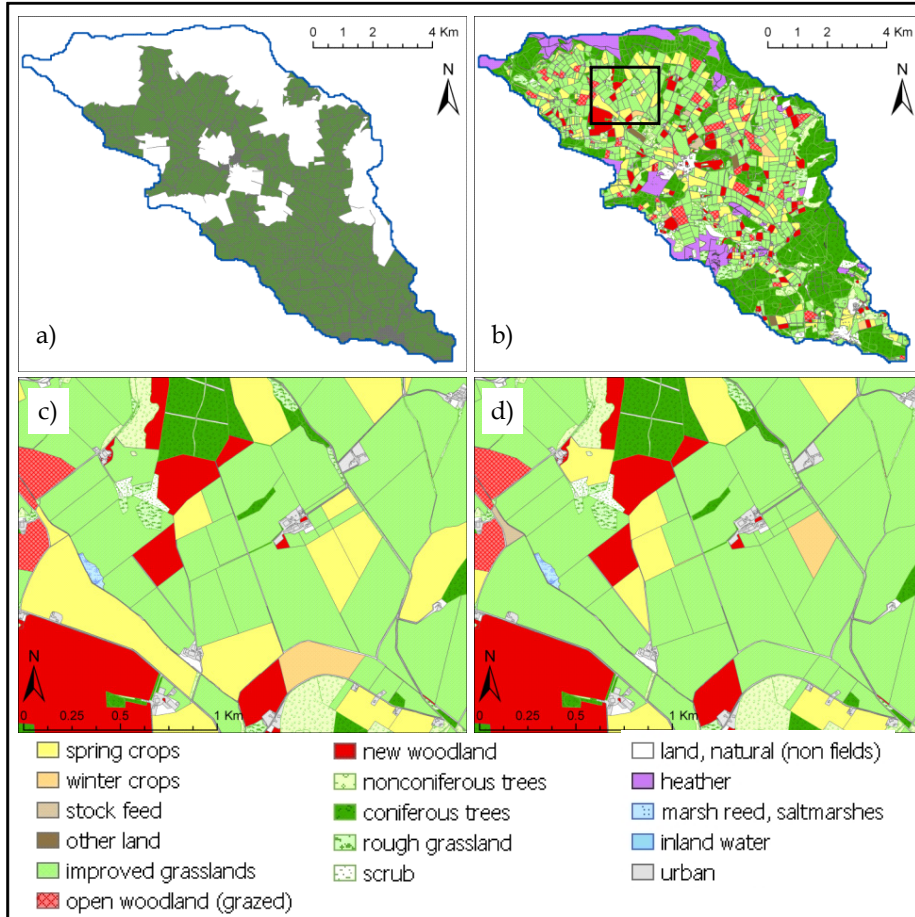 0 1 2 4 Km
N
a)
0 1 2 4 Km
N
b)
c)
N
0 0.25 0.5 1 Km
d)
N
0 0.25 0.5 1 Km
spring crops
winter crops
stock feed
other land
improved grasslands
open woodland (grazed)
new woodland
nonconiferous trees
coniferous trees
rough grassland
scrub
land, natural (non fields)
heather
marsh reed, saltmarshes
inland water
urban